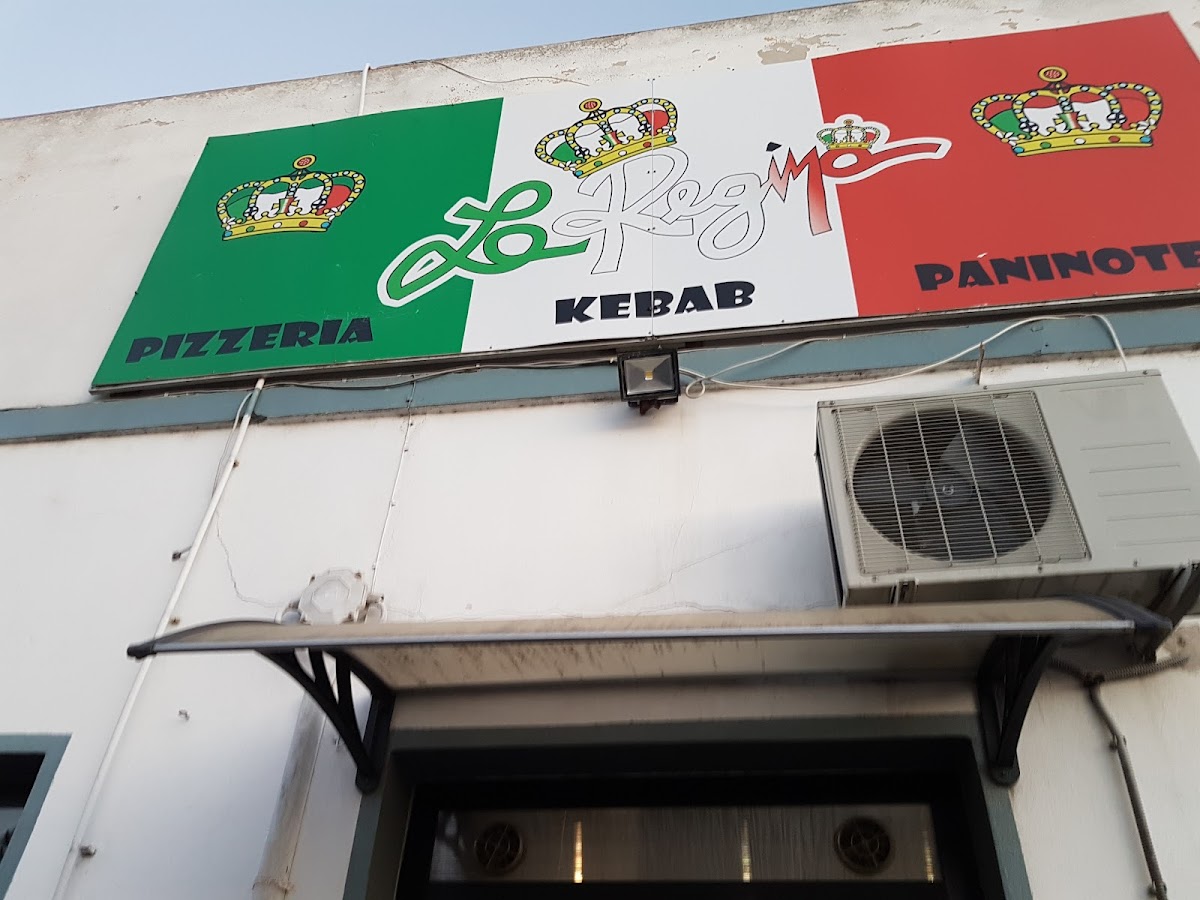 La Regina
PIZZERIA
KEBAB
PANINOTE